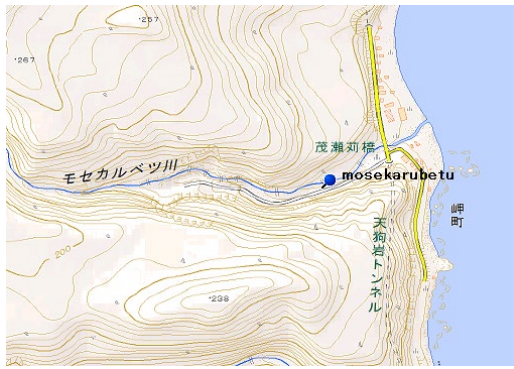 ・257
・267
茂瀬苅橋
mosekarubetu
モセカルベツ川
岬町
天狗岩トンネル
200
・238